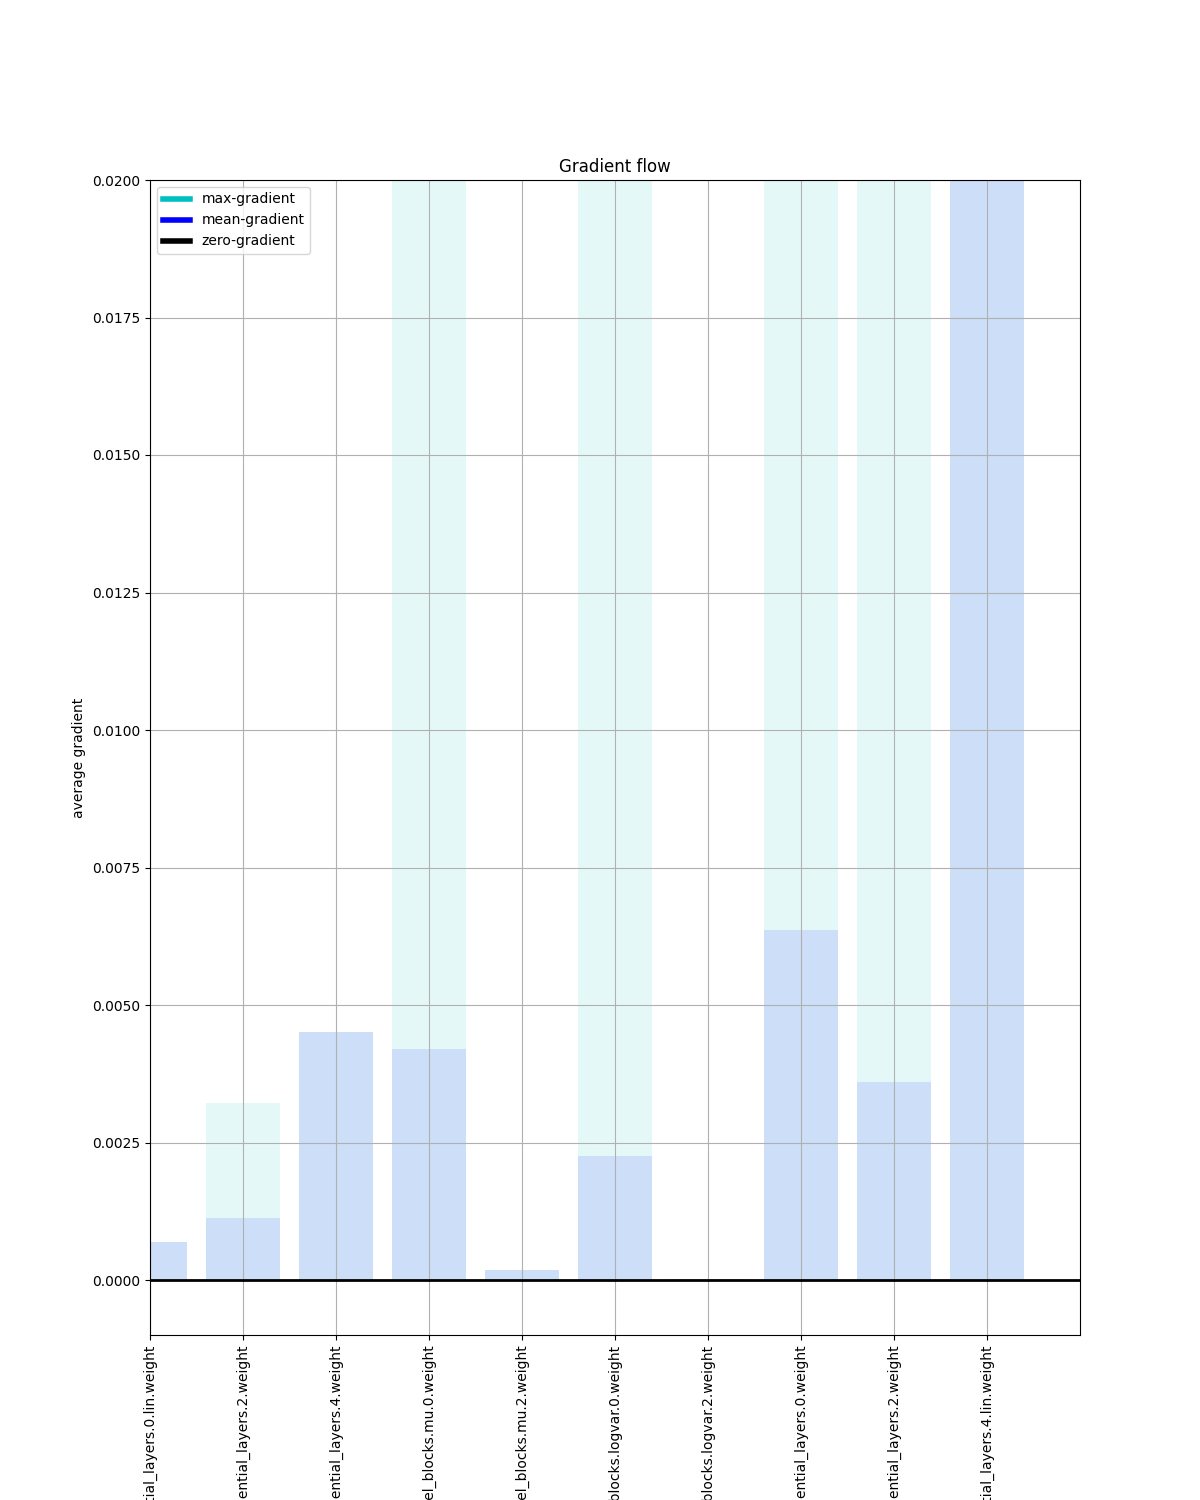 Gradient flow
max-gradient
mean-gradient
zero-gradient
average gradient
0.0200
0.0175
0.0150
0.0125
0.0100
0.0075
0.0050
0.0025
0.0000
tial_layers.0.lin.weight
ential_layers.2.weight
ential_layers.4.weight
el_blocks.mu.0.weight
el_blocks.mu.2.weight
blocks.logvar.0.weight
blocks.logvar.2.weight
ential_layers.0.weight
ential_layers.2.weight
tial_layers.4.lin.weight